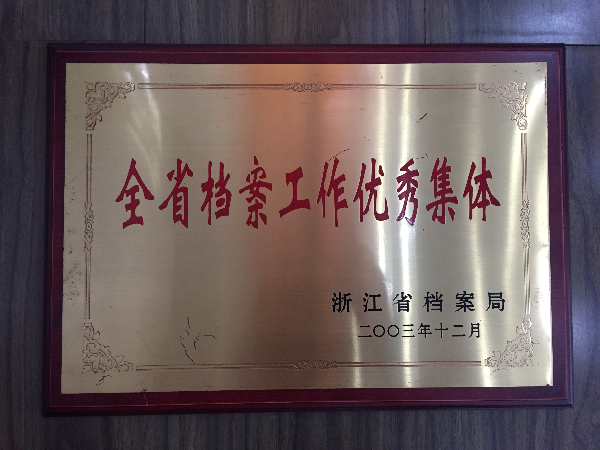 全省档案工作优秀集体
浙江省档案局
二〇〇三年十二月